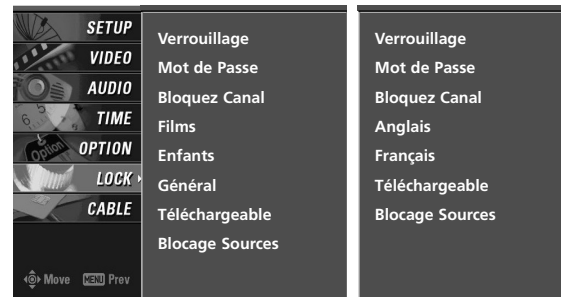 SETUP
VIDEO
AUDIO
TIME
OPTION
LOCK
CABLE
Move MENU Prev
Verrouillage
Mot de Passe
Bloquez Canal
Films
Enfants
Général
Téléchargeable
Blocage Sources
Verrouillage
Mot de Passe
Bloquez Canal
Anglais
Français
Téléchargeable
Blocage Sources